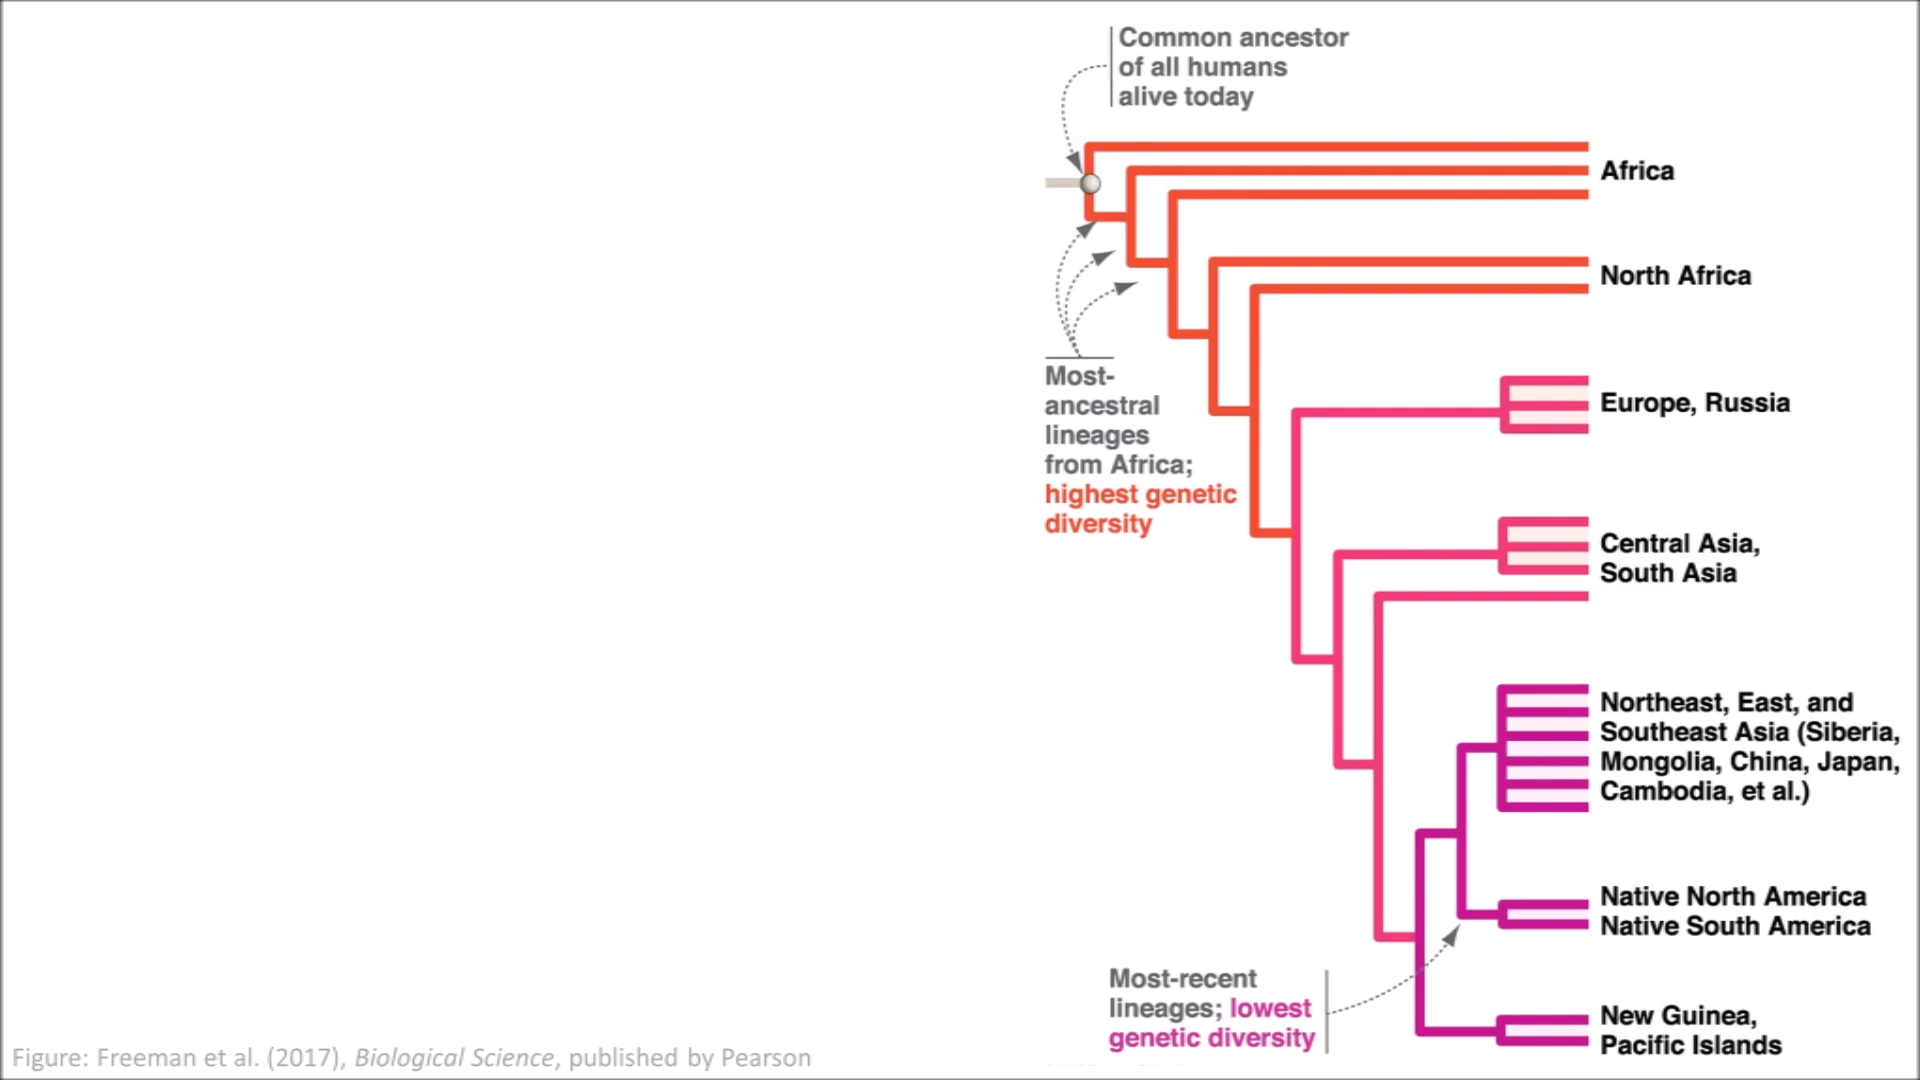 Common ancestor
of all humans
alive today
Africa
North Africa
Most-
ancestral
lineages
from Africa;
highest genetic
diversity
Europe, Russia
Central Asia,
South Asia
Northeast, East, and
Southeast Asia (Siberia,
Mongolia, China, Japan,
Cambodia, et al.)
Native North America
Native South America
Most-recent
lineages; lowest
genetic diversity
New Guinea,
Pacific Islands
Figure: Freeman et al. (2017), Biological Science, published by Pearson